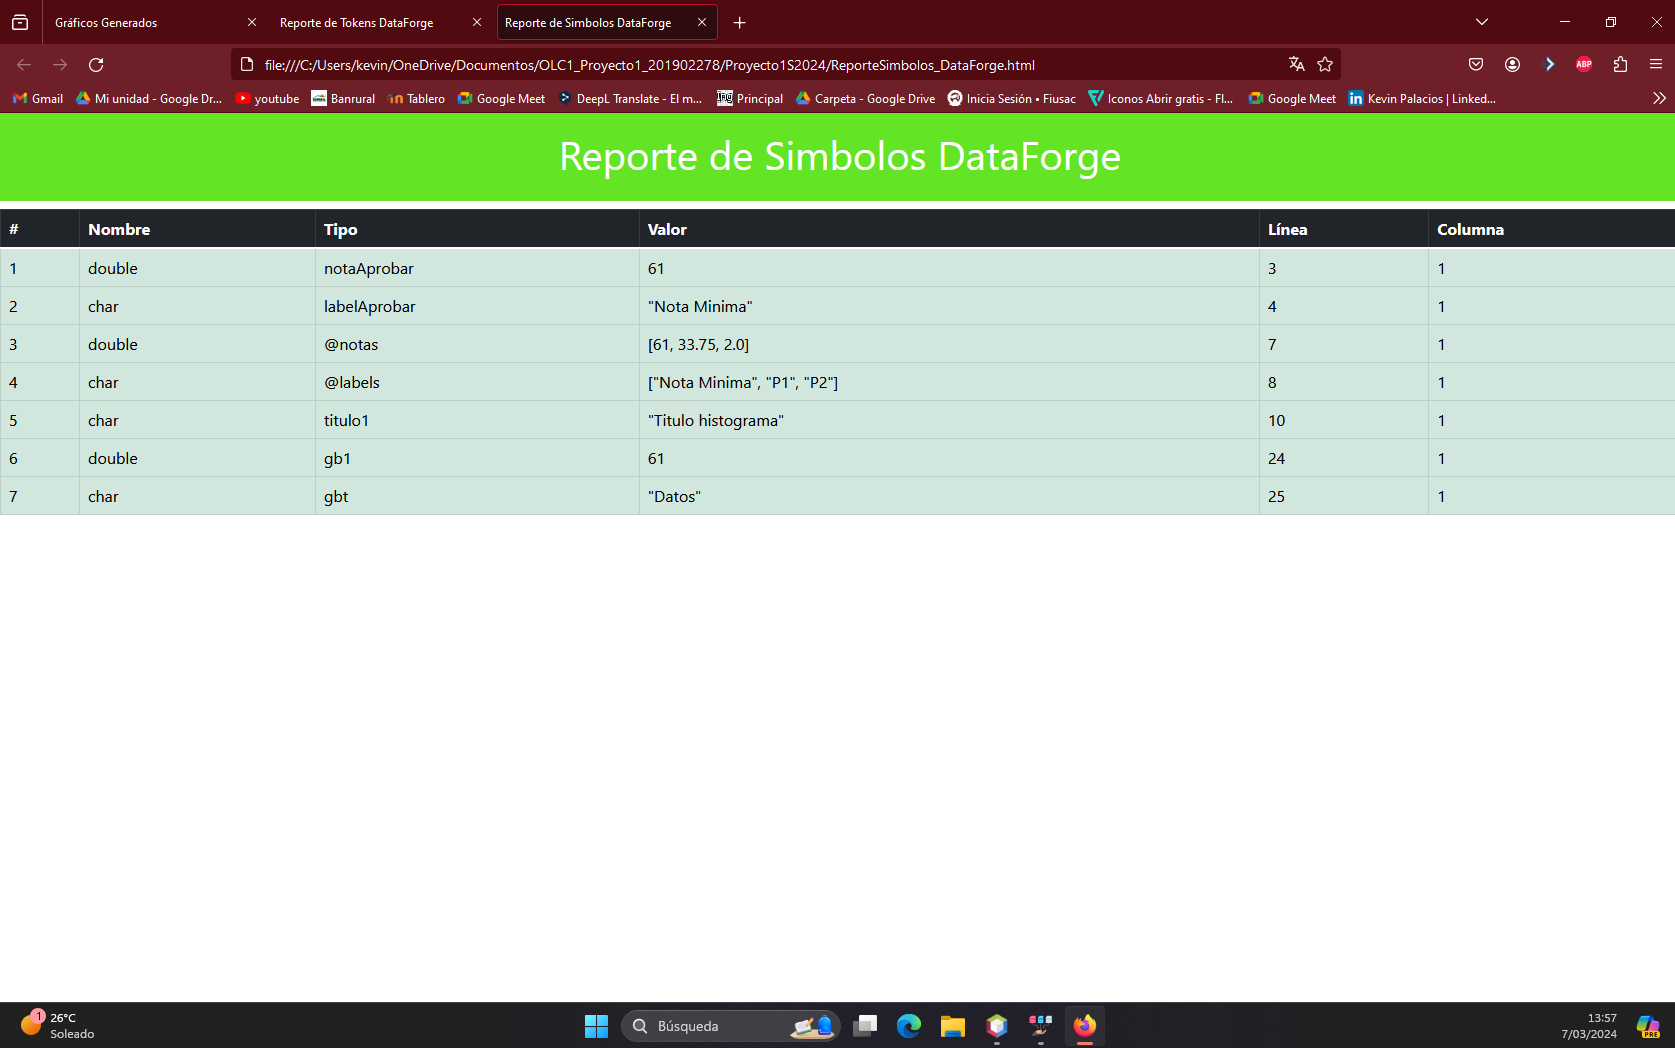 Gráficos Generados Reporte de Tokens DataForge Reporte de Simbolos DataForge
file:///C:/Users/kevin/OneDrive/Documentos/OLC1_Proyecto1_201902278/Proyecto1S2024/ReporteSimbolos_DataForge.html ABP
Gmail Mi unidad - Google Dr... youtube Banrural Tablero Google Meet DeepL Translate - El m... Principal Carpeta - Google Drive Inicia Sesión • Fiusac Iconos Abrir gratis - Fl... Google Meet Kevin Palacios | Linked...
Reporte de Simbolos DataForge
# Nombre Tipo Valor Línea Columna
1 double notaAprobar 61 3 1
2 char labelAprobar "Nota Minima" 4 1
3 double @notas [61, 33.75, 2.0] 7 1
4 char @labels ["Nota Minima", "P1", "P2"] 8 1
5 char titulo1 "Titulo histograma" 10 1
6 double gb1 61 24 1
7 char gbt "Datos" 25 1
1 26°C
Soleado
Búsqueda
13:57
7/03/2024
PRE